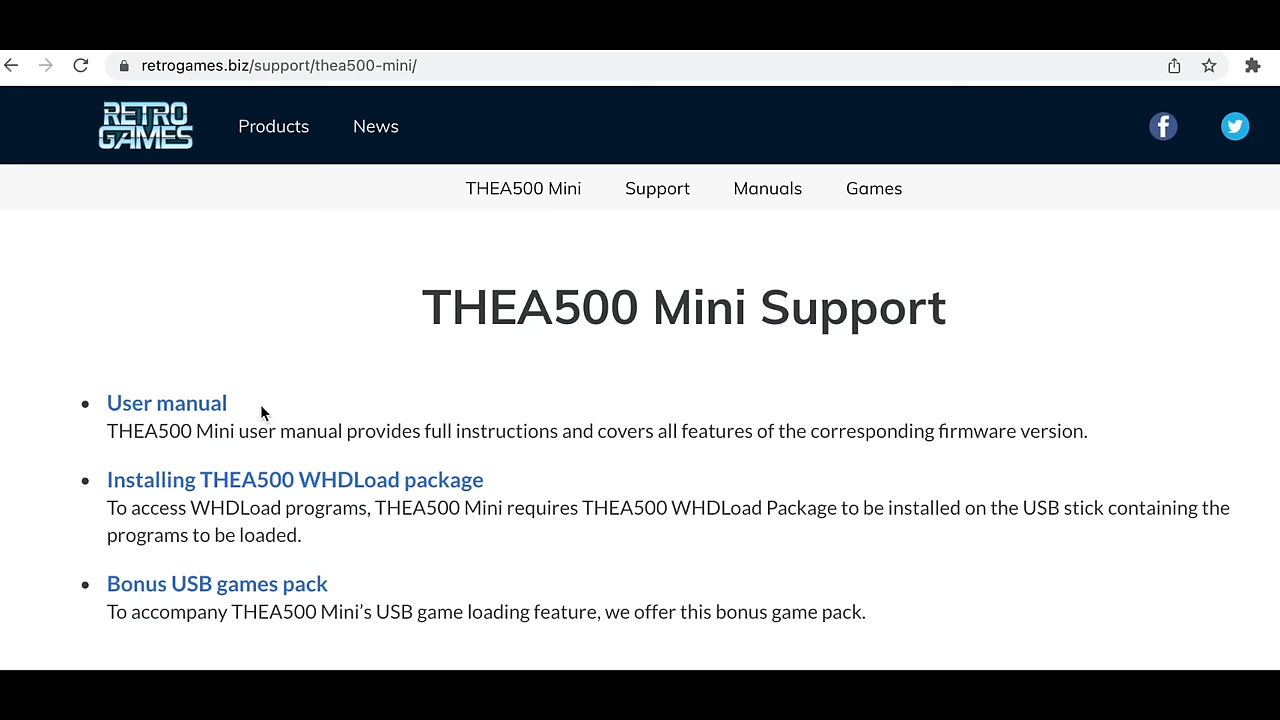 retrogames.biz/support/thea500-mini/
RETRO
GAMES
Products
News
THEA500 Mini
Support
Manuals
Games
THEA500 Mini Support
User manual
THEA500 Mini user manual provides full instructions and covers all features of the corresponding firmware version.
Installing THEA500 WHDLoad package
To access WHDLoad programs, THEA500 Mini requires THEA500 WHDLoad Package to be installed on the USB stick containing the
programs to be loaded.
Bonus USB games pack
To accompany THEA500 Mini’s USB game loading feature, we offer this bonus game pack.